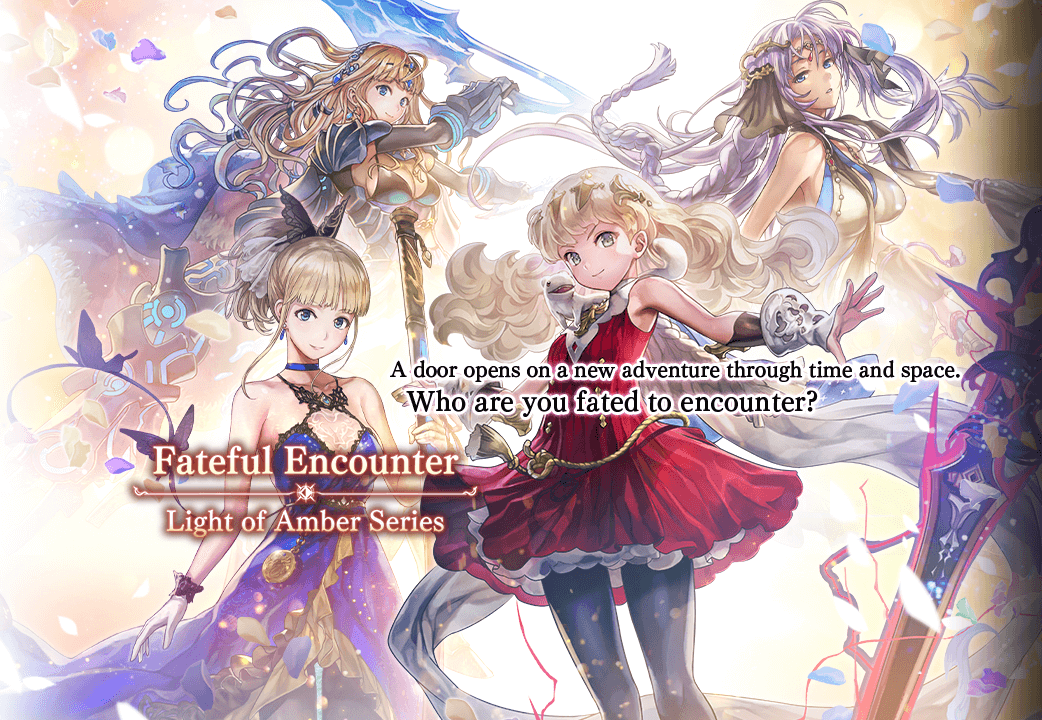 A door opens on a new adventure through time and space.
Who are you fated to encounter?
Fateful Encounter
Light of Amber Series